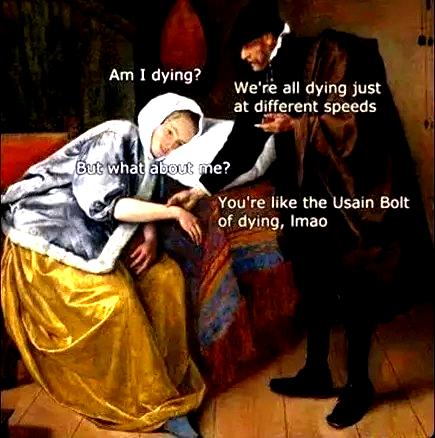 Am I dying?
We're all dying just
at different speeds
But what about me?
You're like the Usain Bolt
of dying, lmao